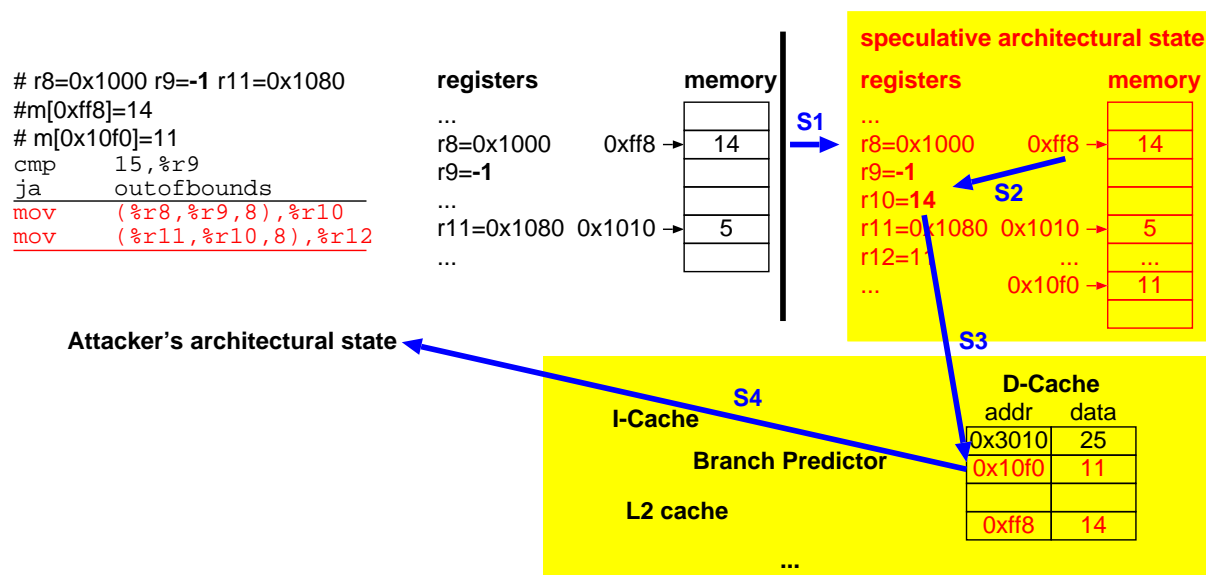 # r8=0x1000 r9=-1 r11=0x1080
#m[0xff8]=14
# m[0x10f0]=11
cmp 15,%r9
ja outofbounds
mov (%r8,%r9,8),%r10
mov (%r11,%r10,8),%r12
registers memory
...
r8=0x1000 0xff8 14
r9=-1
...
r11=0x1080 0x1010 5
...
S1
speculative architectural state
registers memory
...
r8=0x1000 0xff8 14
r9=-1
S2
r10=14
r11=0x1080 0x1010 5
r12=11 ... ...
... 0x10f0 11
S3
Attacker's architectural state
S4
I-Cache
Branch Predictor
L2 cache
...
D-Cache
addr data
0x3010 25
0x10f0 11
0xff8 14